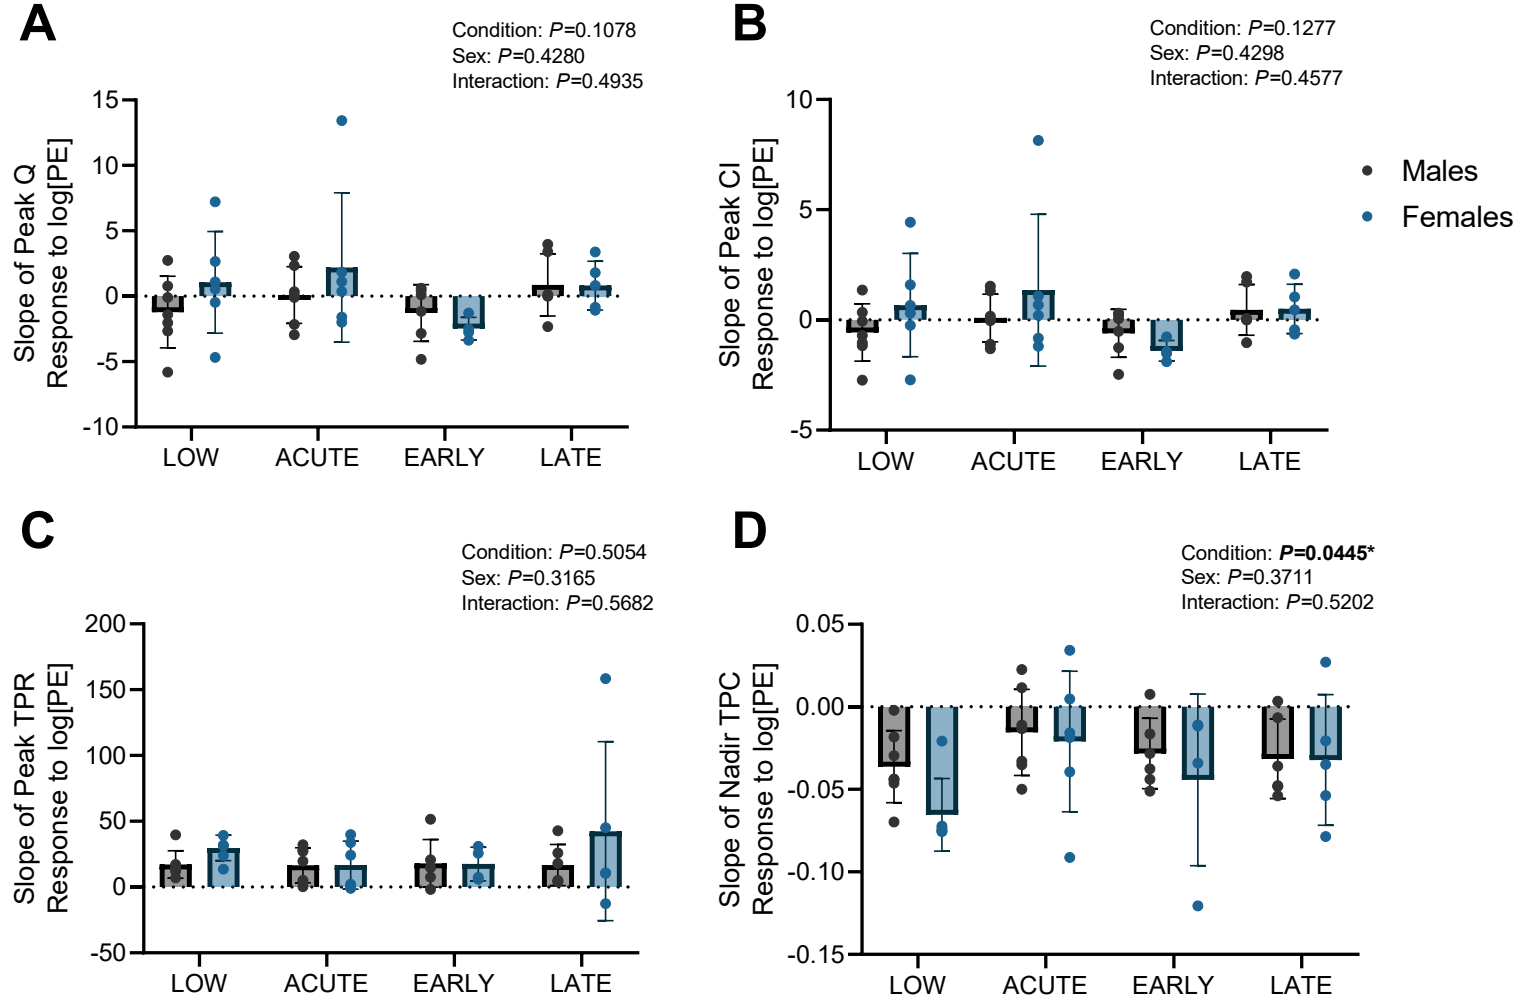 A
Condition: P=0.1078
Sex: P=0.4280
Interaction: P=0.4935
Slope of Peak Q
Response to log[PE]
15
10
5
0
-5
-10
LOW ACUTE EARLY LATE
B
Condition: P=0.1277
Sex: P=0.4298
Interaction: P=0.4577
Slope of Peak CI
Response to log[PE]
10
5
0
-5
LOW ACUTE EARLY LATE
Males
Females
C
Condition: P=0.5054
Sex: P=0.3165
Interaction: P=0.5682
Slope of Peak TPR
Response to log[PE]
200
150
100
50
0
-50
LOW ACUTE EARLY LATE
D
Condition: P=0.0445*
Sex: P=0.3711
Interaction: P=0.5202
Slope of Nadir TPC
Response to log[PE]
0.05
0.00
-0.05
-0.10
-0.15
LOW ACUTE EARLY LATE